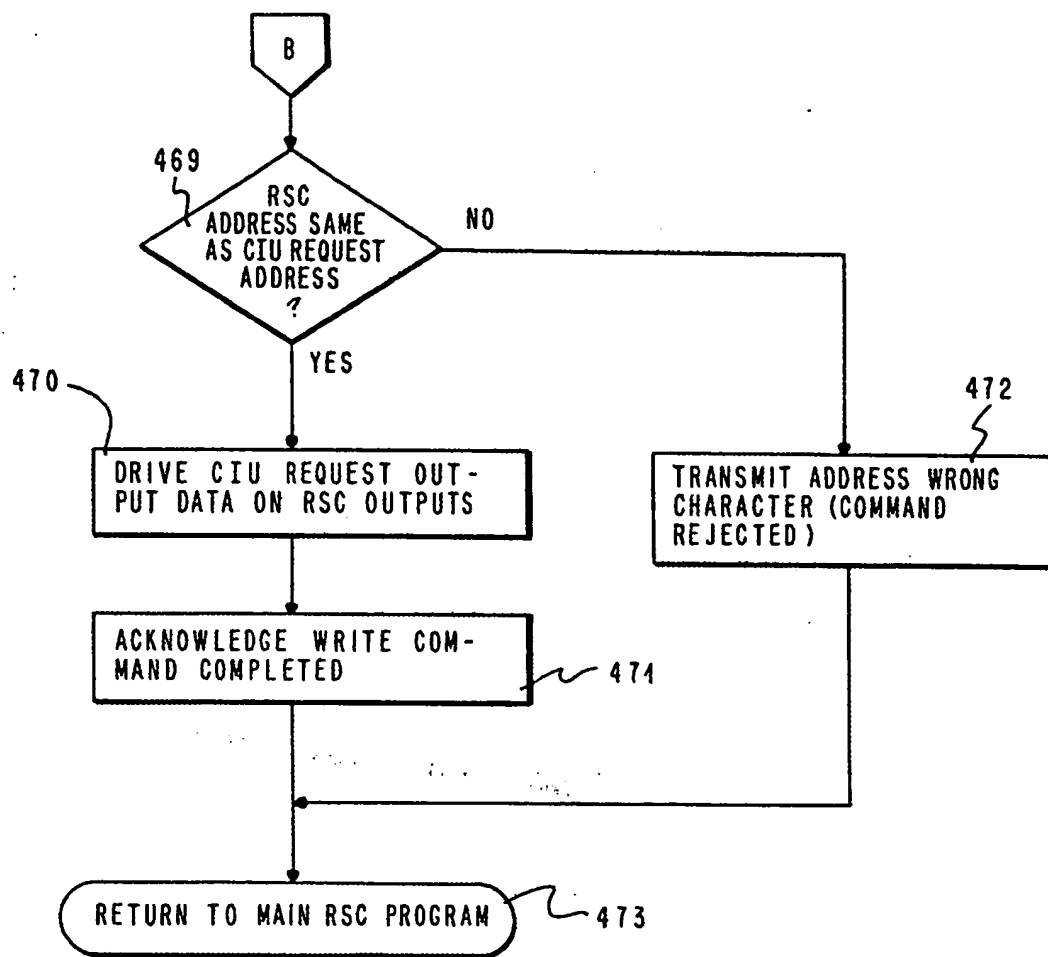 B
469
RSC
ADDRESS SAME
AS CIU REQUEST
ADDRESS
?
NO
YES
470
DRIVE CIU REQUEST OUT-
PUT DATA ON RSC OUTPUTS
472
TRANSMIT ADDRESS WRONG
CHARACTER (COMMAND
REJECTED)
ACKNOWLEDGE WRITE COM-
MAND COMPLETED
471
RETURN TO MAIN RSC PROGRAM
473